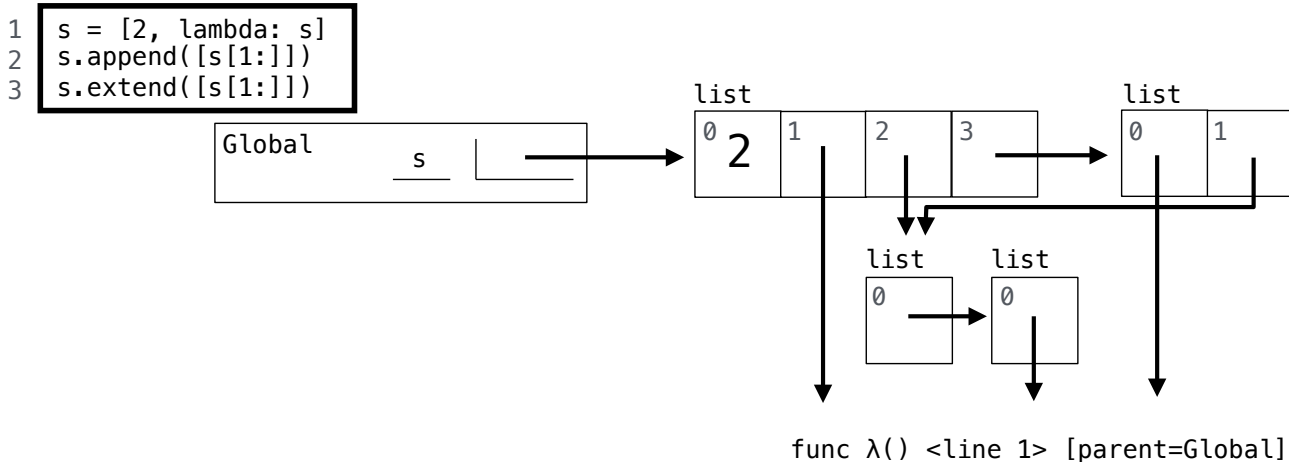 1 s = [2, lambda: s]
2 s.append([s[1:]])
3 s.extend([s[1:]])
list list
Global s 0 2 1 2 3 0 1
list list
0 0
func λ() <line 1> [parent=Global]